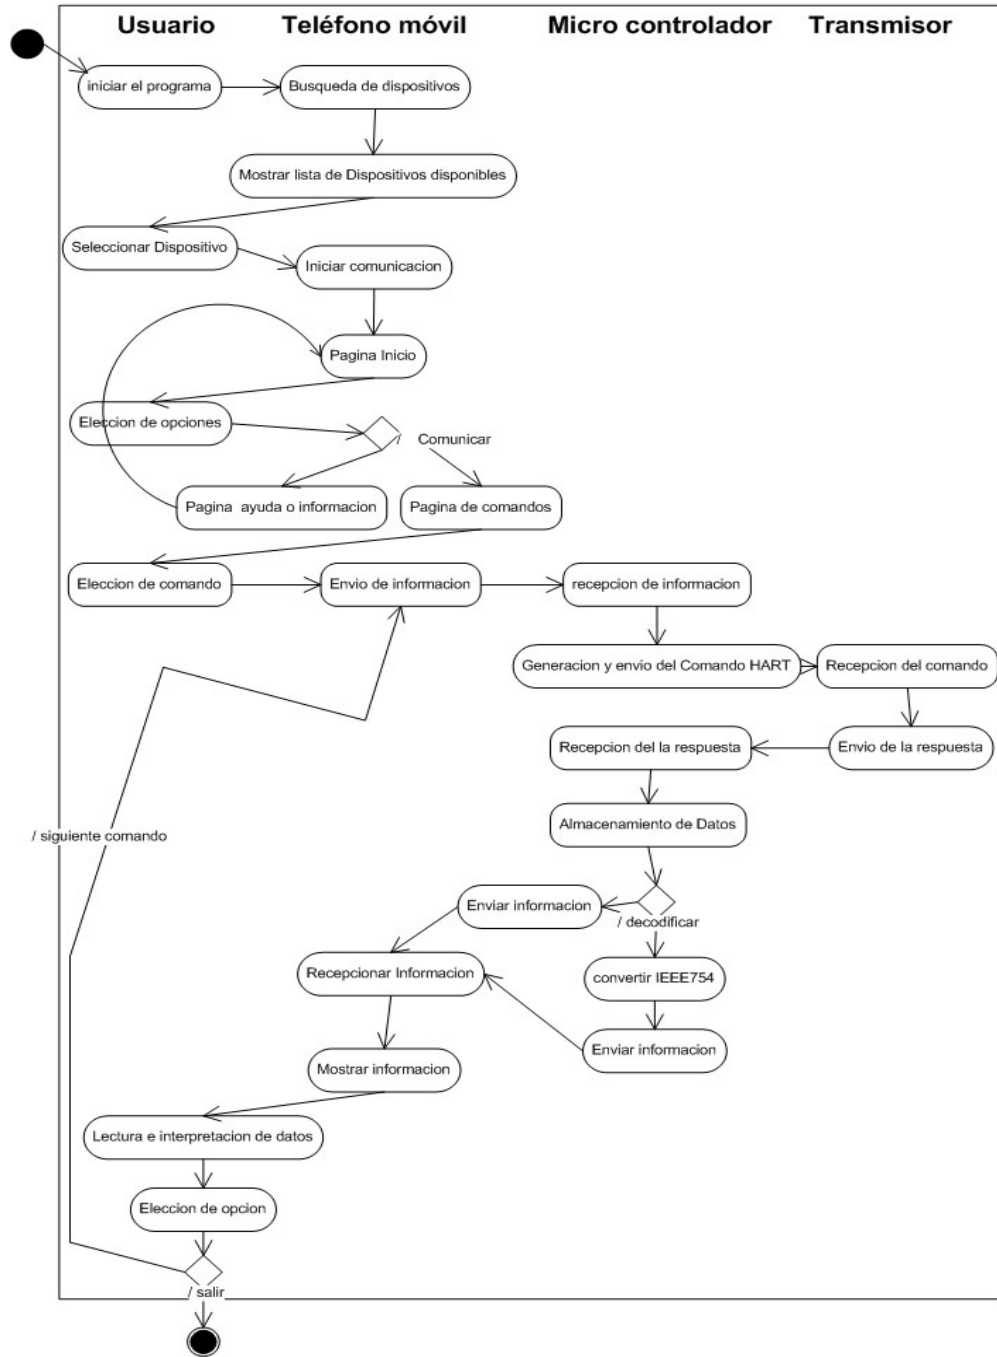 Usuario
Teléfono móvil
Micro controlador
Transmisor
iniciar el programa
Busqueda de dispositivos
Mostrar lista de Dispositivos disponibles
Seleccionar Dispositivo
Iniciar comunicacion
Pagina Inicio
Eleccion de opciones
/ Comunicar
Pagina ayuda o informacion
Pagina de comandos
Eleccion de comando
Envio de informacion
recepcion de informacion
Generacion y envio del Comando HART
Recepcion del comando
Recepcion del la respuesta
Envio de la respuesta
Almacenamiento de Datos
/ siguiente comando
Enviar informacion
/ decodificar
Recepcionar Informacion
convertir IEEE754
Enviar informacion
Mostrar informacion
Lectura e interpretacion de datos
Eleccion de opcion
/ salir